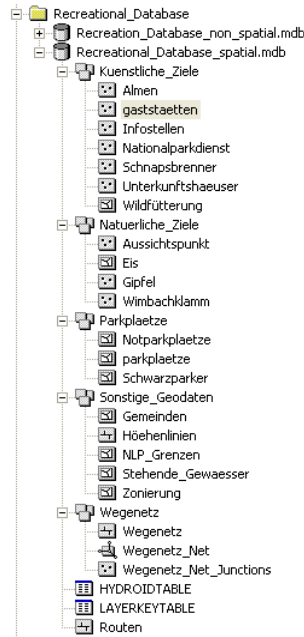 Recreational_Database
Recreation_Database_non_spatial.mdb
Recreational_Database_spatial.mdb
Kuenstliche_Ziele
Almen
gaststaetten
Infostellen
Nationalparkdienst
Schnapsbrenner
Unterkunftshaeuser
Wildfütterung
Natuerliche_Ziele
Aussichtspunkt
Eis
Gipfel
Wimbachklamm
Parkplaetze
Notparkplaetze
parkplaetze
Schwarzparker
Sonstige_Geodaten
Gemeinden
Höehenlinien
NLP_Grenzen
Stehende_Gewaesser
Zonierung
Wegenetz
Wegenetz
Wegenetz_Net
Wegenetz_Net_Junctions
HYDROIDTABLE
LAYERKEYTABLE
Routen